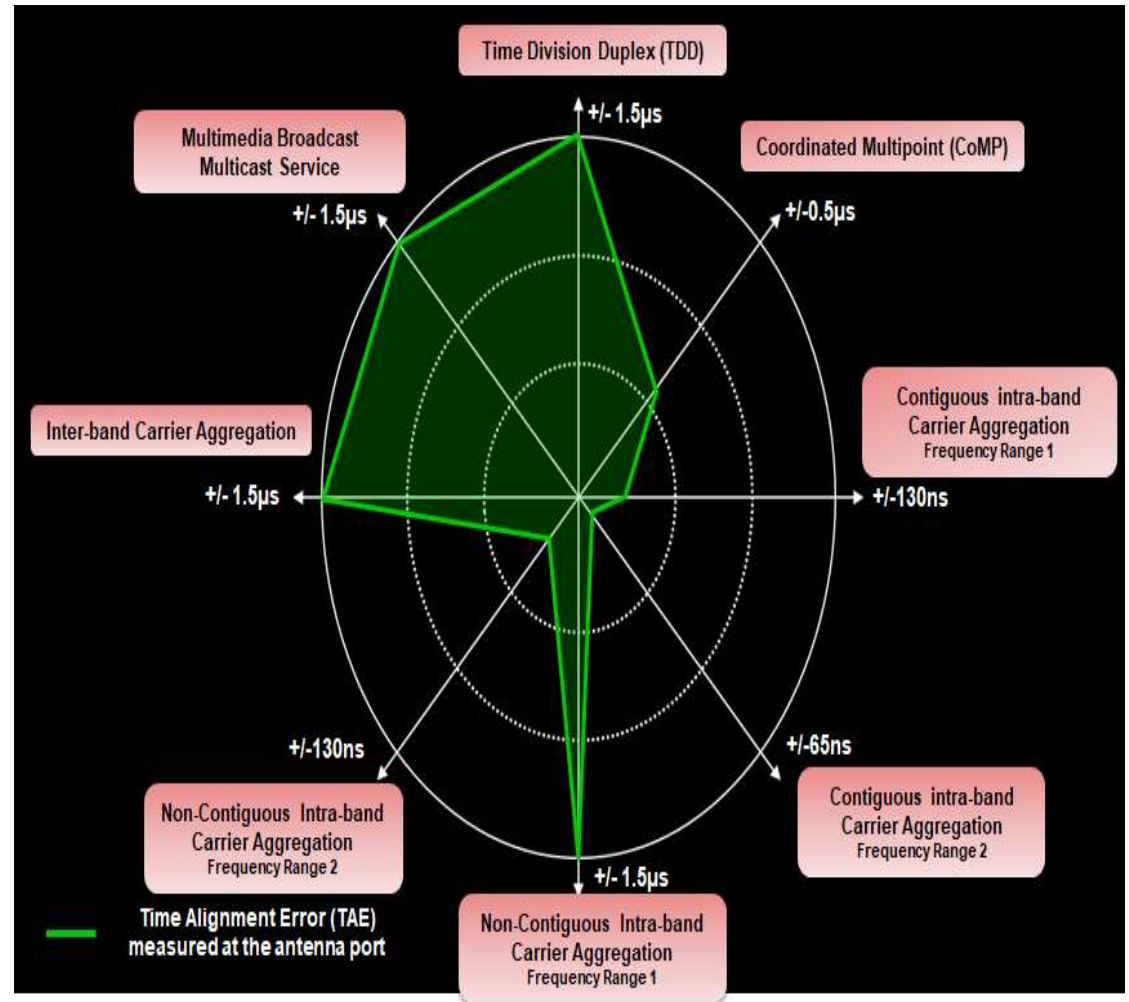 Time Division Duplex (TDD)
+/- 1.5µs
Coordinated Multipoint (CoMP)
+/-0.5µs
Contiguous intra-band
Carrier Aggregation
Frequency Range 1
+/-130ns
+/-65ns
Contiguous intra-band
Carrier Aggregation
Frequency Range 2
+/- 1.5µs
Non-Contiguous Intra-band
Carrier Aggregation
Frequency Range 1
+/-130ns
Non-Contiguous Intra-band
Carrier Aggregation
Frequency Range 2
Inter-band Carrier Aggregation
+/- 1.5µs
Multimedia Broadcast
Multicast Service
+/- 1.5µs
Time Alignment Error (TAE)
measured at the antenna port